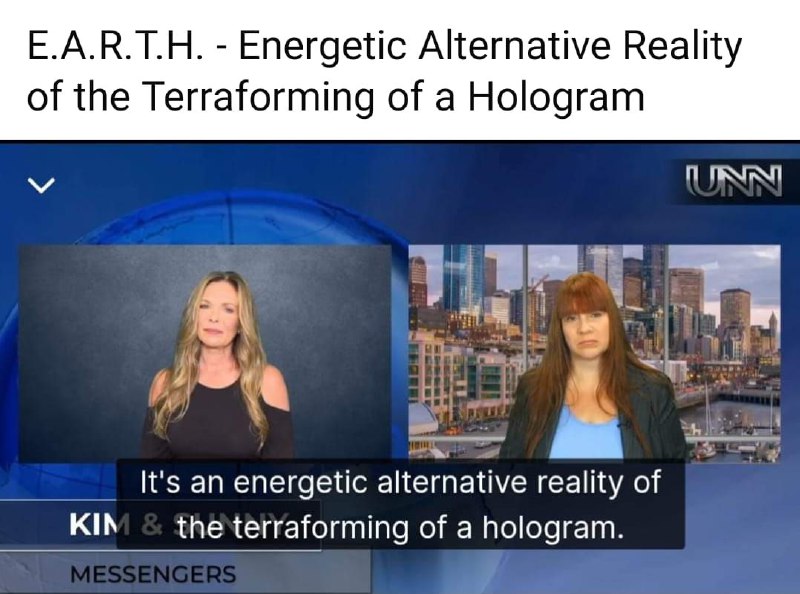 E.A.R.T.H. - Energetic Alternative Reality
of the Terraforming of a Hologram
UNN
It's an energetic alternative reality of
the terraforming of a hologram.
KIM & SUNNY
MESSENGERS